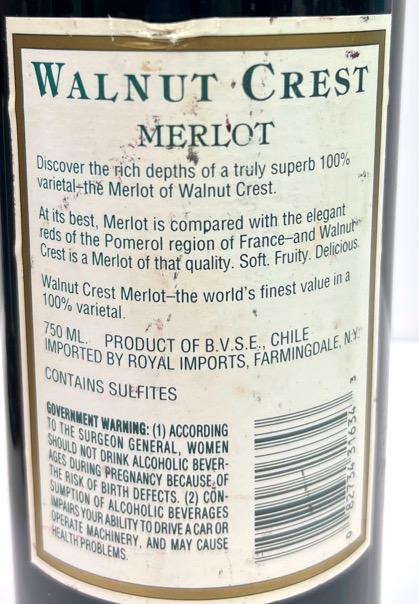 WALNUT CREST
MERLOT
Discover the rich depths of a truly superb 100%
varietal–the Merlot of Walnut Crest.
At its best, Merlot is compared with the elegant
reds of the Pomerol region of France–and Walnut
Crest is a Merlot of that quality. Soft. Fruity. Delicious.
Walnut Crest Merlot–the world's finest value in a
100% varietal.
750 ML. PRODUCT OF B.V.S.E., CHILE
IMPORTED BY ROYAL IMPORTS, FARMINGDALE, N.Y.
CONTAINS SULFITES
GOVERNMENT WARNING: (1) ACCORDING
TO THE SURGEON GENERAL, WOMEN
SHOULD NOT DRINK ALCOHOLIC BEVER-
AGES DURING PREGNANCY BECAUSE OF
THE RISK OF BIRTH DEFECTS. (2) CON-
SUMPTION OF ALCOHOLIC BEVERAGES
IMPAIRS YOUR ABILITY TO DRIVE A CAR OR
OPERATE MACHINERY, AND MAY CAUSE
HEALTH PROBLEMS.
0 82734 31634 3